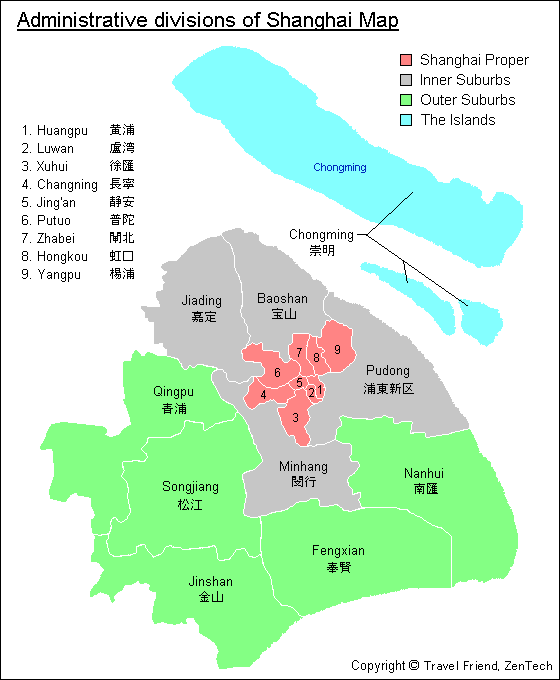 Administrative divisions of Shanghai Map
Shanghai Proper
Inner Suburbs
Outer Suburbs
The Islands
1. Huangpu 黄浦
2. Luwan 盧湾
3. Xuhui 徐匯
4. Changning 長寧
5. Jing'an 静安
6. Putuo 普陀
7. Zhabei 閘北
8. Hongkou 虹口
9. Yangpu 楊浦
Chongming
Chongming
崇明
Jiading
嘉定
Baoshan
宝山
Pudong
浦東新区
Qingpu
青浦
Songjiang
松江
Minhang
閔行
Nanhui
南匯
Fengxian
奉賢
Jinshan
金山
7
8
9
6
5
4
2
1
3
Copyright © Travel Friend, ZenTech